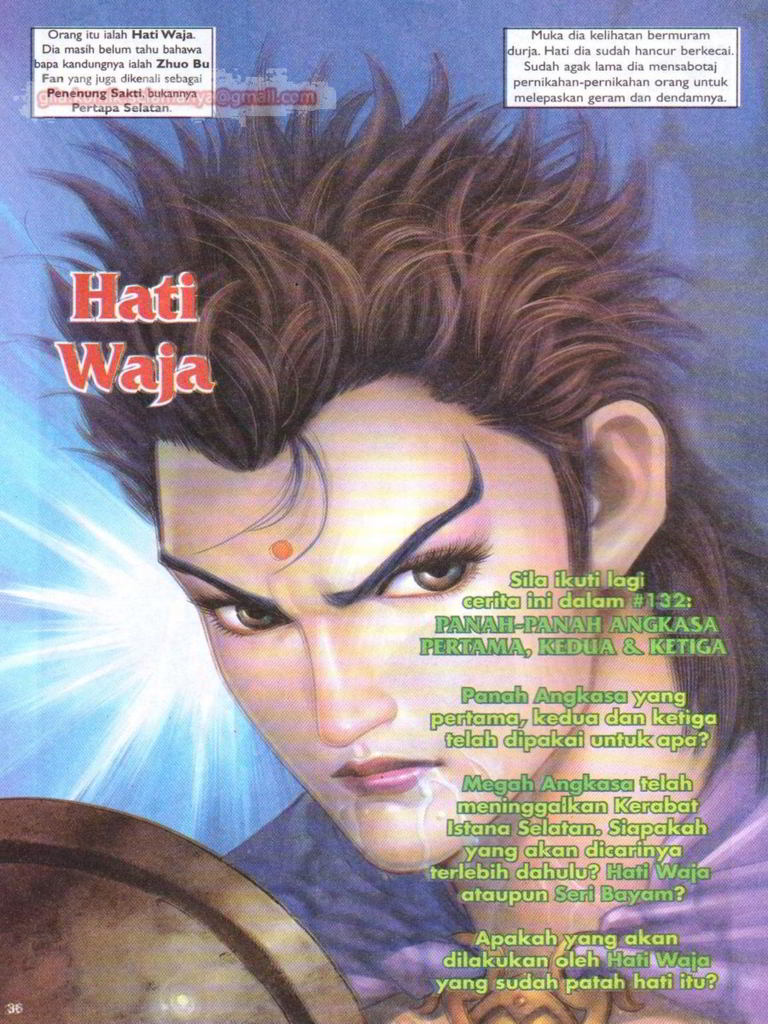 Orang itu ialah Hati Waja.
Dia masih belum tahu bahawa
bapa kandungnya ialah Zhuo Bu
Fan yang juga dikenali sebagai
Penenung Sakti, bukannya
Pertapa Selatan.
Muka dia kelihatan bermuram
durja. Hati dia sudah hancur berkecai.
Sudah agak lama dia mensabotaj
pernikahan-pernikahan orang untuk
melepaskan geram dan dendamnya.
Hati
Waja
Sila ikuti lagi
cerita ini dalam #132:
PANAH-PANAH ANGKASA
PERTAMA, KEDUA & KETIGA
Panah Angkasa yang
pertama, kedua dan ketiga
telah dipakai untuk apa?
Megah Angkasa telah
meninggalkan Kerabat
Istana Selatan. Siapakah
yang akan dicarinya
terlebih dahulu? Hati Waja
ataupun Seri Bayam?
Apakah yang akan
dilakukan oleh Hati Waja
yang sudah patah hati itu?
36